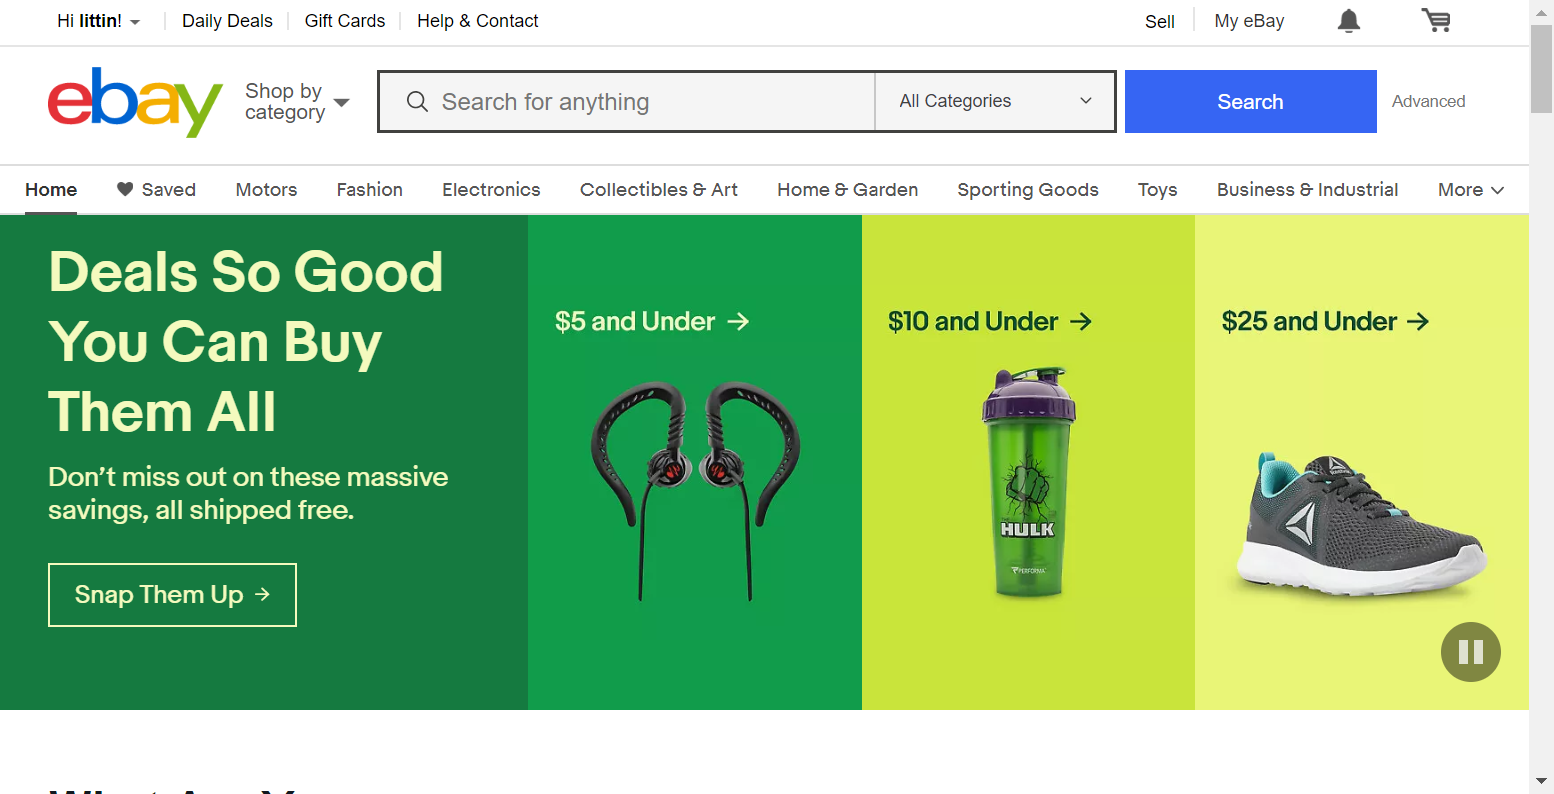 Hi littin!
Daily Deals
Gift Cards
Help & Contact
Sell
My eBay
ebay
Shop by
category
Search for anything
All Categories
Search
Advanced
Home
Saved
Motors
Fashion
Electronics
Collectibles & Art
Home & Garden
Sporting Goods
Toys
Business & Industrial
More
Deals So Good
You Can Buy
Them All
Don't miss out on these massive
savings, all shipped free.
Snap Them Up →
$5 and Under →
$10 and Under →
HULK
PERFORMA
$25 and Under →
Reebok